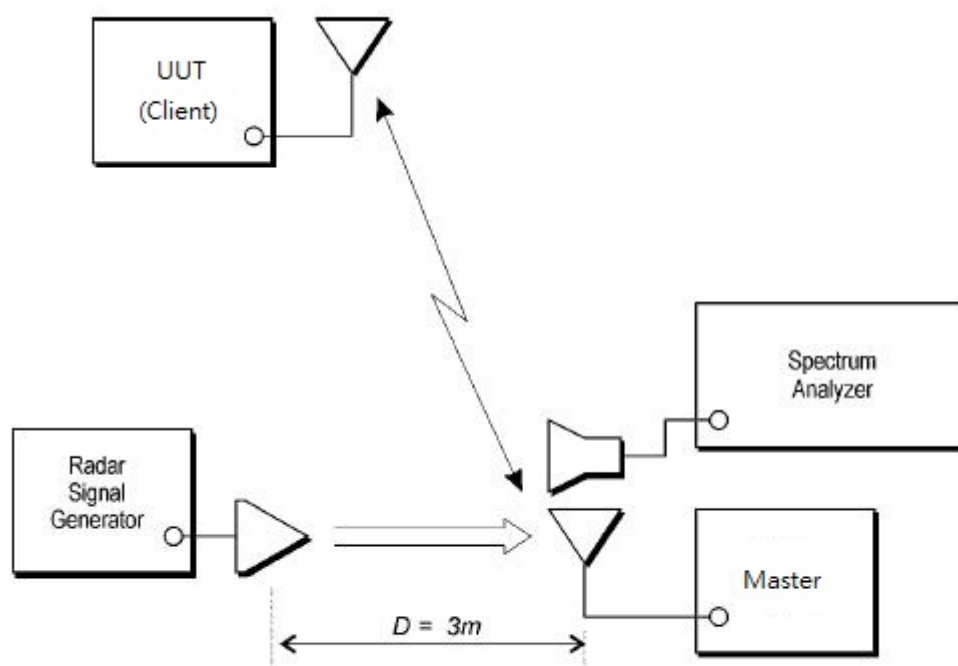 UUT
(Client)
Spectrum
Analyzer
Radar
Signal
Generator
Master
D = 3m